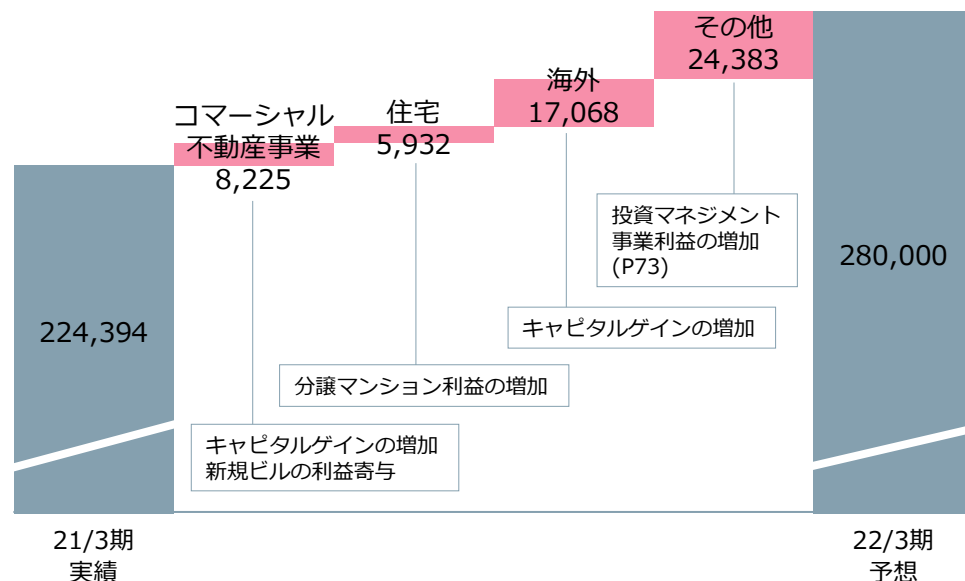 その他
24,383
海外
17,068
住宅
5,932
コマーシャル
不動産事業
8,225
投資マネジメント
事業利益の増加
(P73)
280,000
224,394
キャピタルゲインの増加
分譲マンション利益の増加
キャピタルゲインの増加
新規ビルの利益寄与
21/3期
実績
22/3期
予想